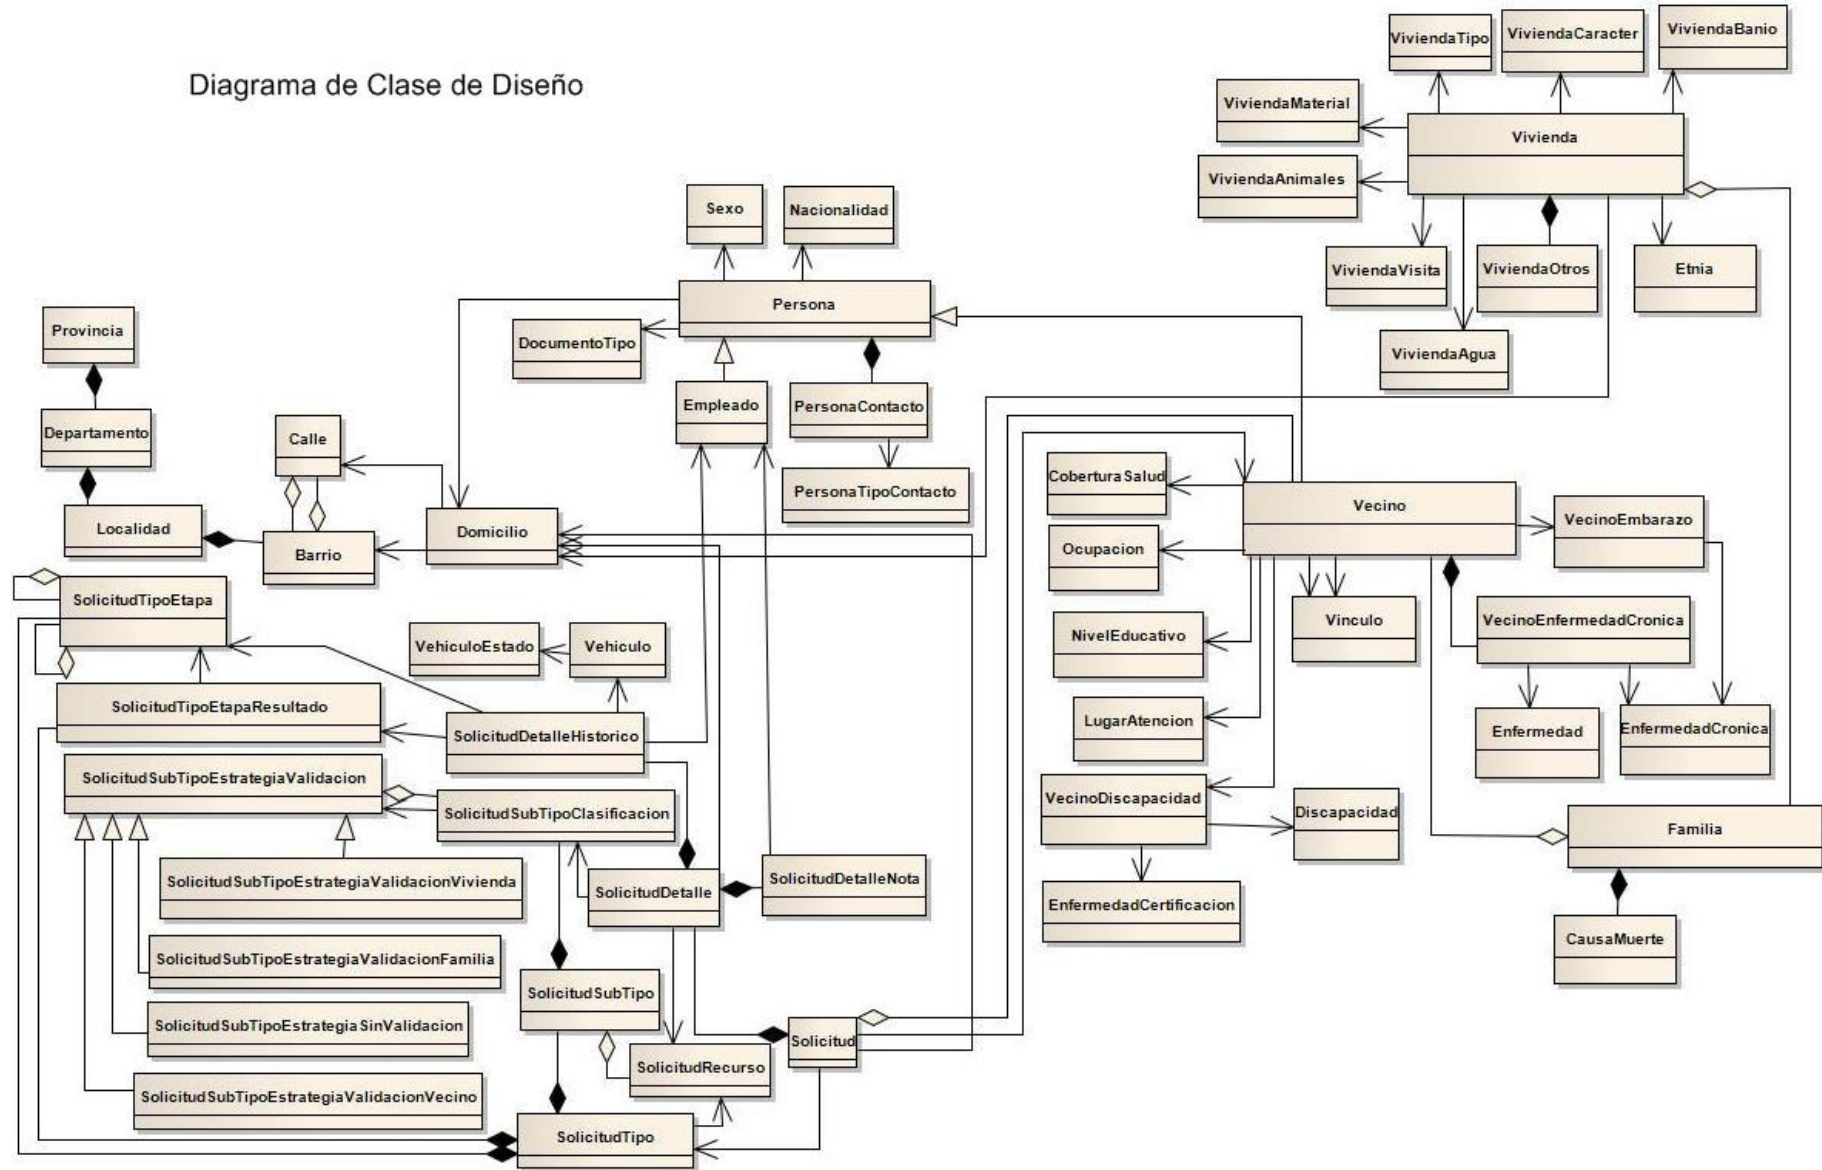 Diagrama de Clase de Diseño
ViviendaTipo
ViviendaCaracter
ViviendaBanio
ViviendaMaterial
Vivienda
ViviendaAnimales
Sexo
Nacionalidad
ViviendaVisita
ViviendaOtros
Etnia
Persona
Provincia
DocumentoTipo
ViviendaAgua
Empleado
PersonaContacto
Departamento
Calle
CoberturaSalud
PersonaTipoContacto
Vecino
Localidad
Domicilio
VecinoEmbarazo
Barrio
Ocupacion
SolicitudTipoEtapa
Vinculo
VecinoEnfermedadCronica
NivelEducativo
VehiculoEstado
Vehiculo
SolicitudTipoEtapaResultado
LugarAtencion
SolicitudDetalleHistorico
Enfermedad
EnfermedadCronica
SolicitudSubTipoEstrategiaValidacion
VecinoDiscapacidad
SolicitudSubTipoClasificacion
Discapacidad
Familia
SolicitudSubTipoEstrategiaValidacionVivienda
SolicitudDetalle
SolicitudDetalleNota
EnfermedadCertificacion
CausaMuerte
SolicitudSubTipoEstrategiaValidacionFamilia
SolicitudSubTipo
SolicitudSubTipoEstrategiaSinValidacion
Solicitud
SolicitudRecurso
SolicitudSubTipoEstrategiaValidacionVecino
SolicitudTipo